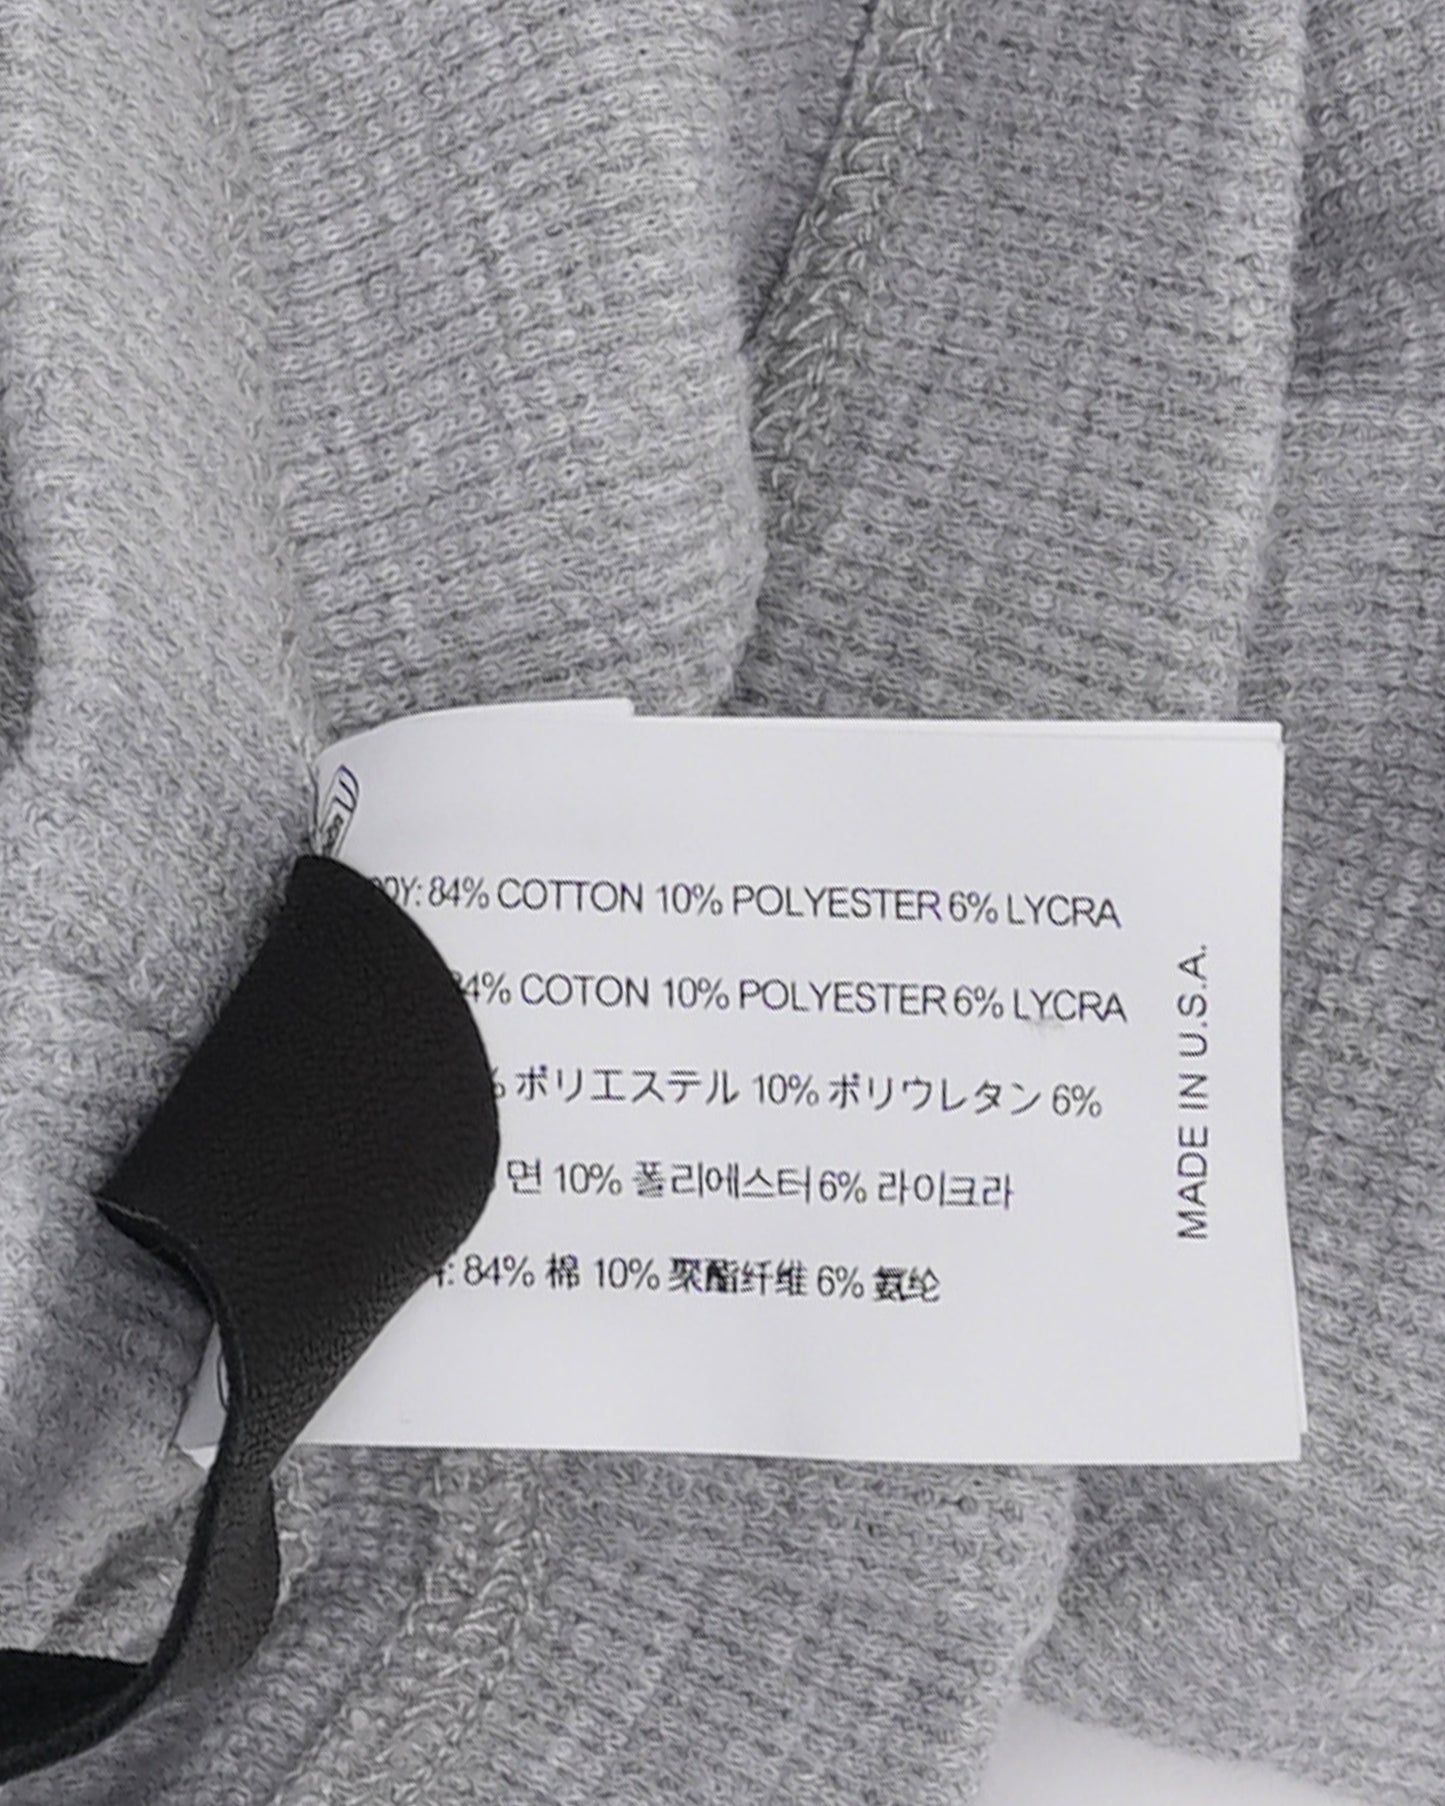 84% COTTON 10% POLYESTER 6% LYCRA
COTON 10% POLYESTER 6% LYCRA
ポリエステル 10% ポリウレタン 6%
면 10% 폴리에스터 6% 라이크라
84% 棉 10% 聚酯纤维 6% 氨纶
MADE IN U.S.A.